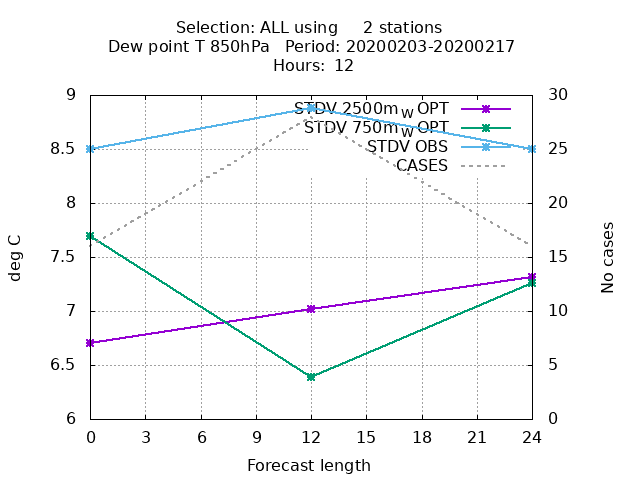 Selection: ALL using     2 stations
Dew point T 850hPa   Period: 20200203-20200217
Hours:  12
9
8.5
8
7.5
7
6.5
6
deg C
30
25
20
15
10
5
0
No cases
STDV 2500m_W OPT
STDV 750m_W OPT
STDV OBS
CASES
0 3 6 9 12 15 18 21 24
Forecast length